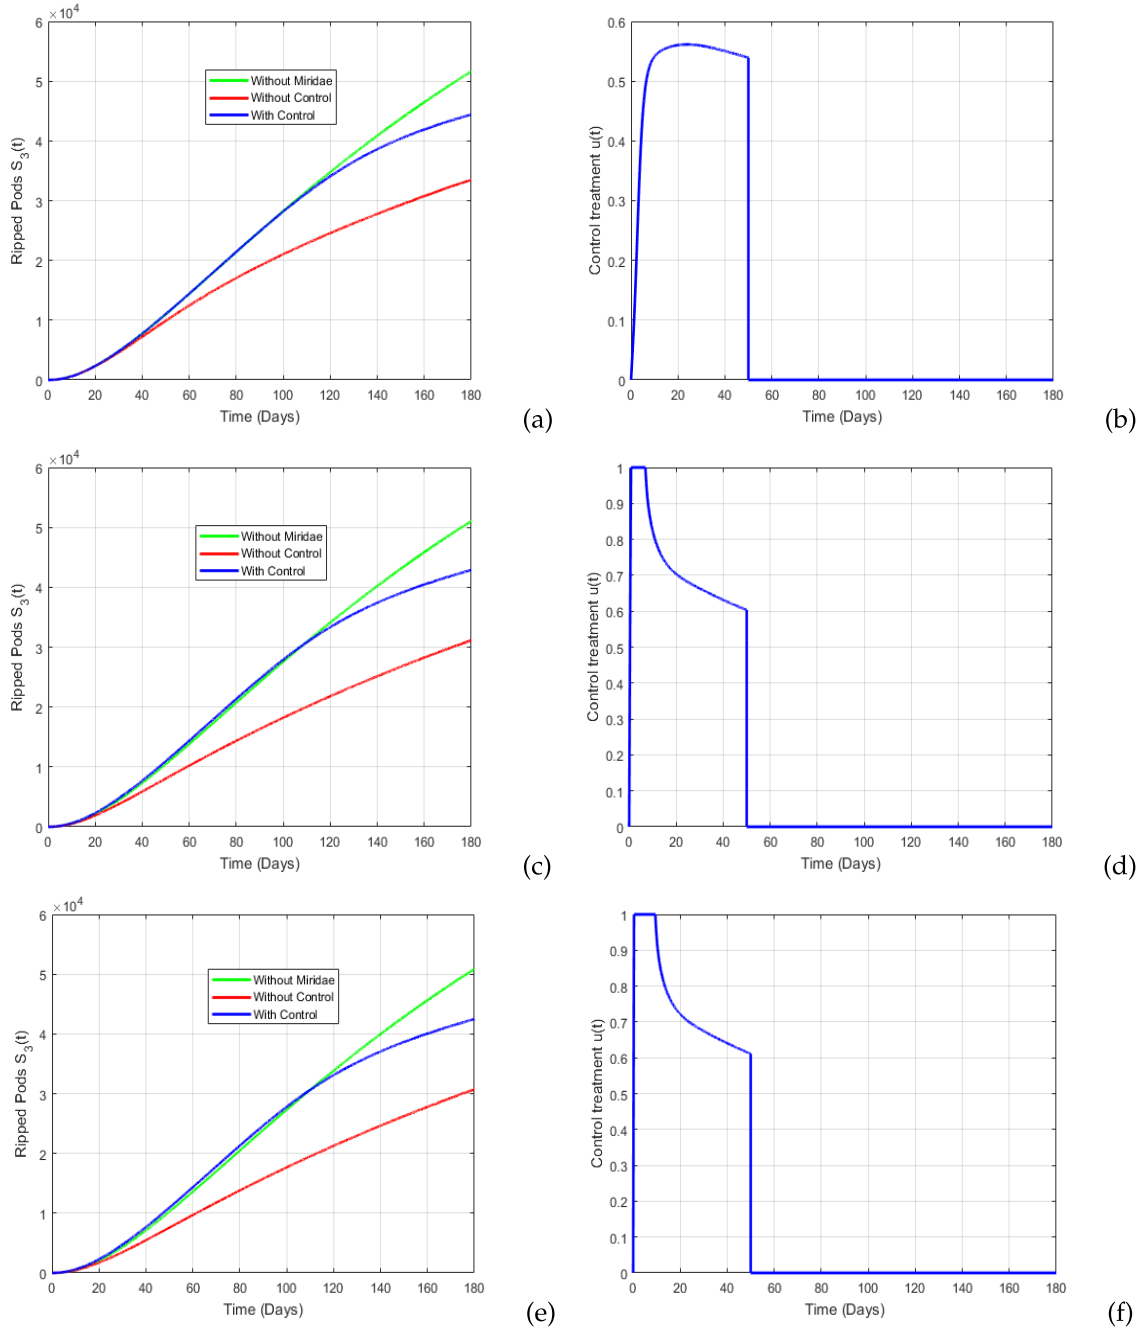 ×10⁴
6
5
4
3
2
1
0
Ripped Pods S₃(t)
Without Miridae
Without Control
With Control
0 20 40 60 80 100 120 140 160 180
Time (Days)
(a)
0.6
0.5
0.4
0.3
0.2
0.1
0
Control treatment u(t)
0 20 40 60 80 100 120 140 160 180
Time (Days)
(b)
×10⁴
6
5
4
3
2
1
0
Ripped Pods S₃(t)
Without Miridae
Without Control
With Control
0 20 40 60 80 100 120 140 160 180
Time (Days)
(c)
1
0.9
0.8
0.7
0.6
0.5
0.4
0.3
0.2
0.1
0
Control treatment u(t)
0 20 40 60 80 100 120 140 160 180
Time (Days)
(d)
×10⁴
6
5
4
3
2
1
0
Ripped Pods S₃(t)
Without Miridae
Without Control
With Control
0 20 40 60 80 100 120 140 160 180
Time (Days)
(e)
1
0.9
0.8
0.7
0.6
0.5
0.4
0.3
0.2
0.1
0
Control treatment u(t)
0 20 40 60 80 100 120 140 160 180
Time (Days)
(f)